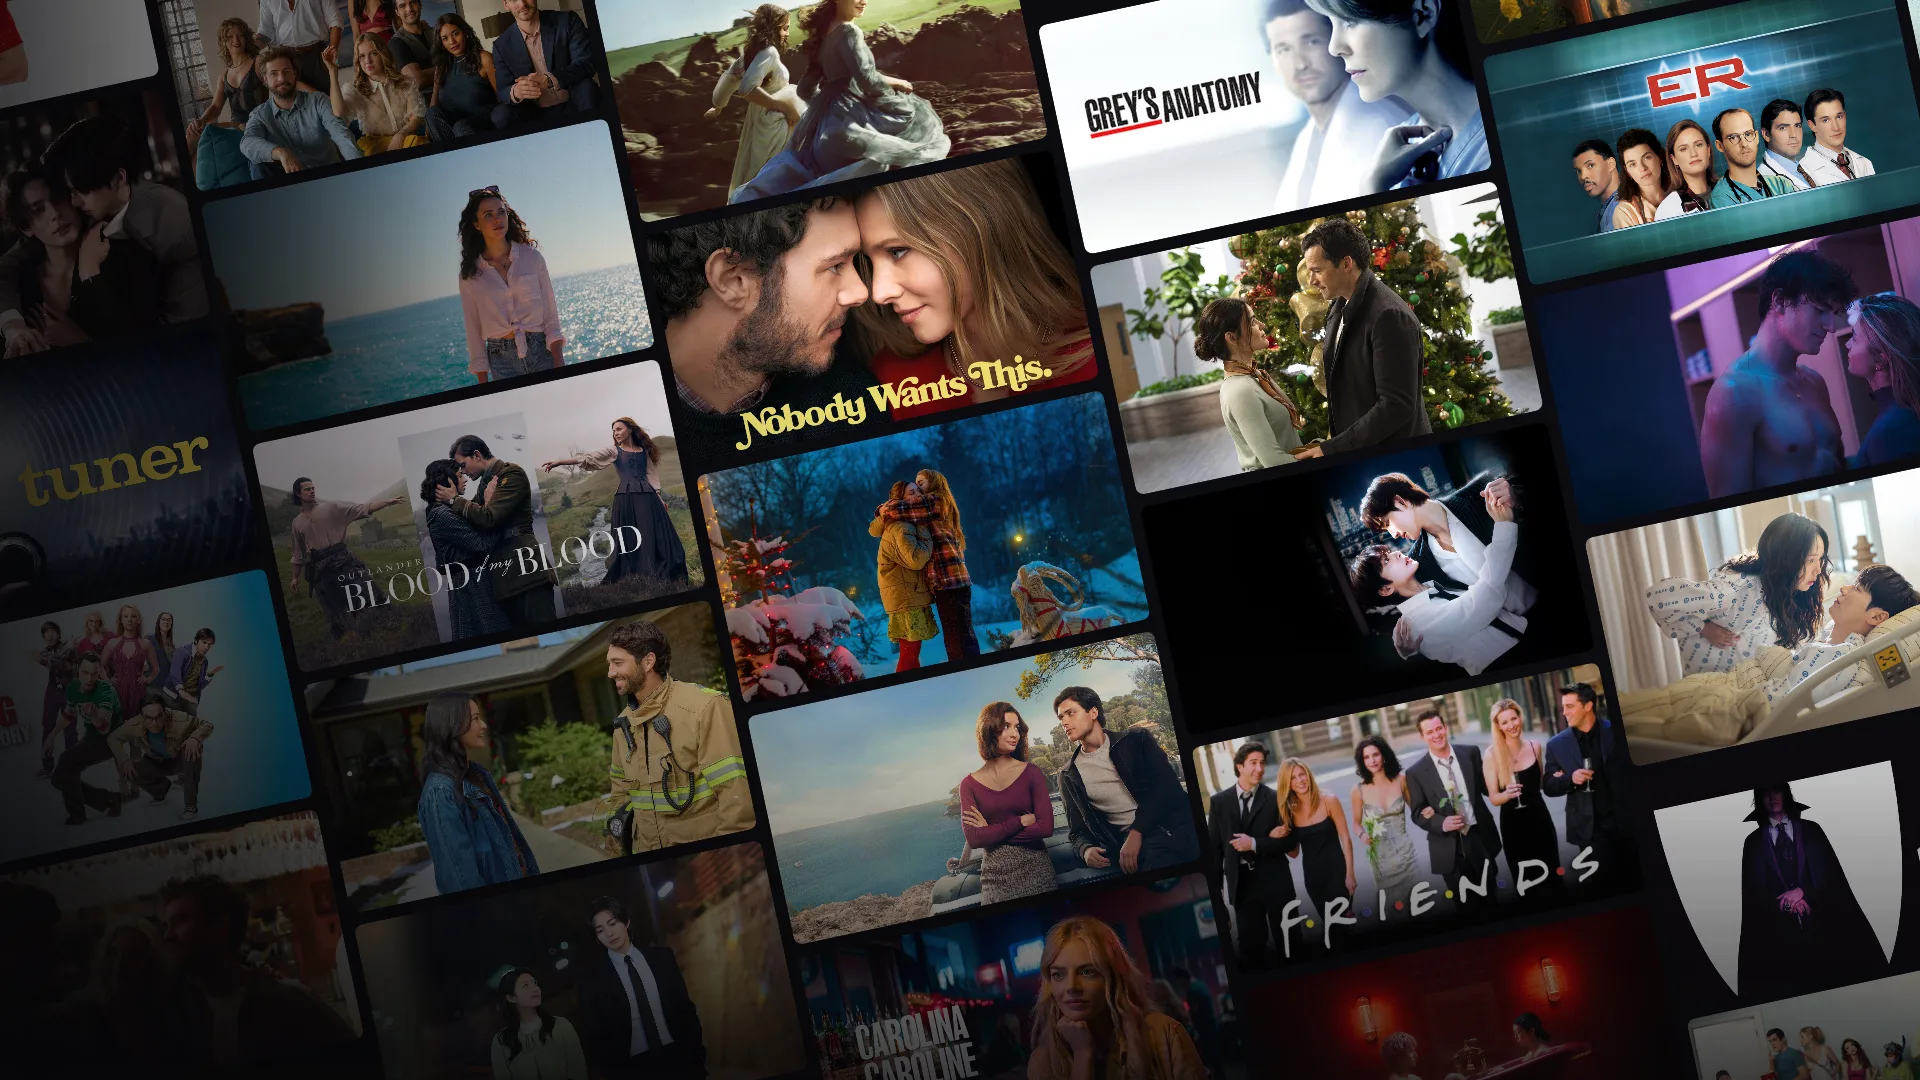 GREY'S ANATOMY
ER
Nobody Wants This.
tuner
OUTLANDER
BLOOD of my BLOOD
F·R·I·E·N·D·S
CAROLINA
CAROLINE